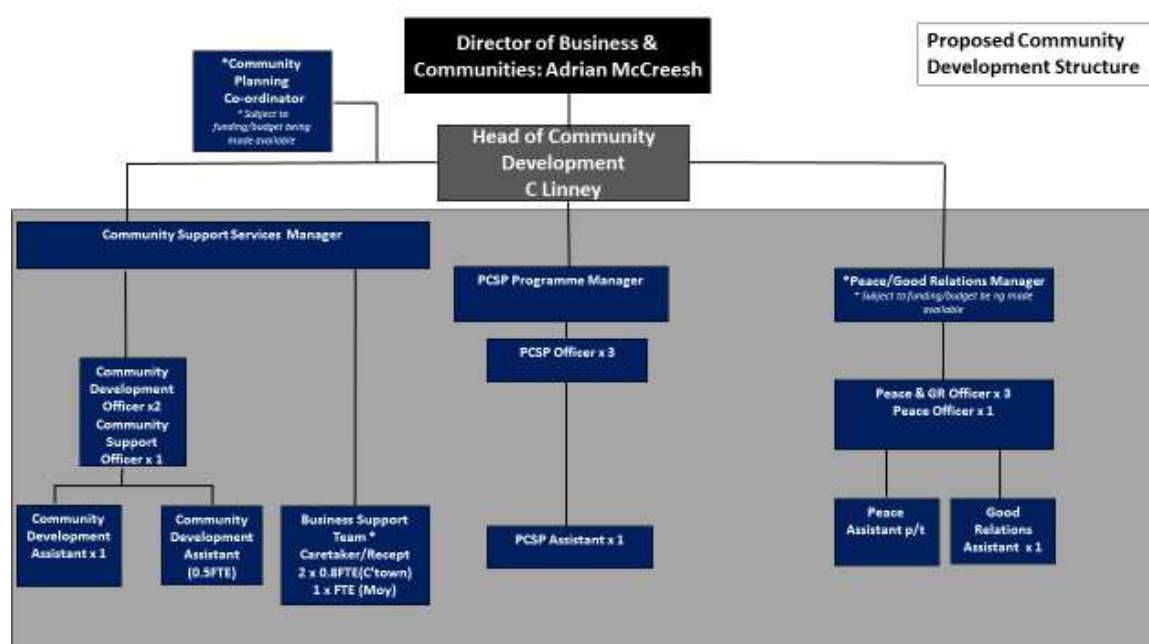 Director of Business &
Communities: Adrian McCreesh
Proposed Community
Development Structure
*Community
Planning
Co-ordinator
* Subject to
funding/budget being
made available
Head of Community
Development
C Linney
Community Support Services Manager
PCSP Programme Manager
*Peace/Good Relations Manager
* Subject to funding/budget be ng made
available
Community
Development
Officer x2
Community
Support
Officer x 1
PCSP Officer x 3
Peace & GR Officer x 3
Peace Officer x 1
Community
Development
Assistant x 1
Community
Development
Assistant
(0.5FTE)
Business Support
Team *
Caretaker/Recept
2 x 0.8FTE(C'town)
1 x FTE (Moy)
PCSP Assistant x 1
Peace
Assistant p/t
Good
Relations
Assistant x 1